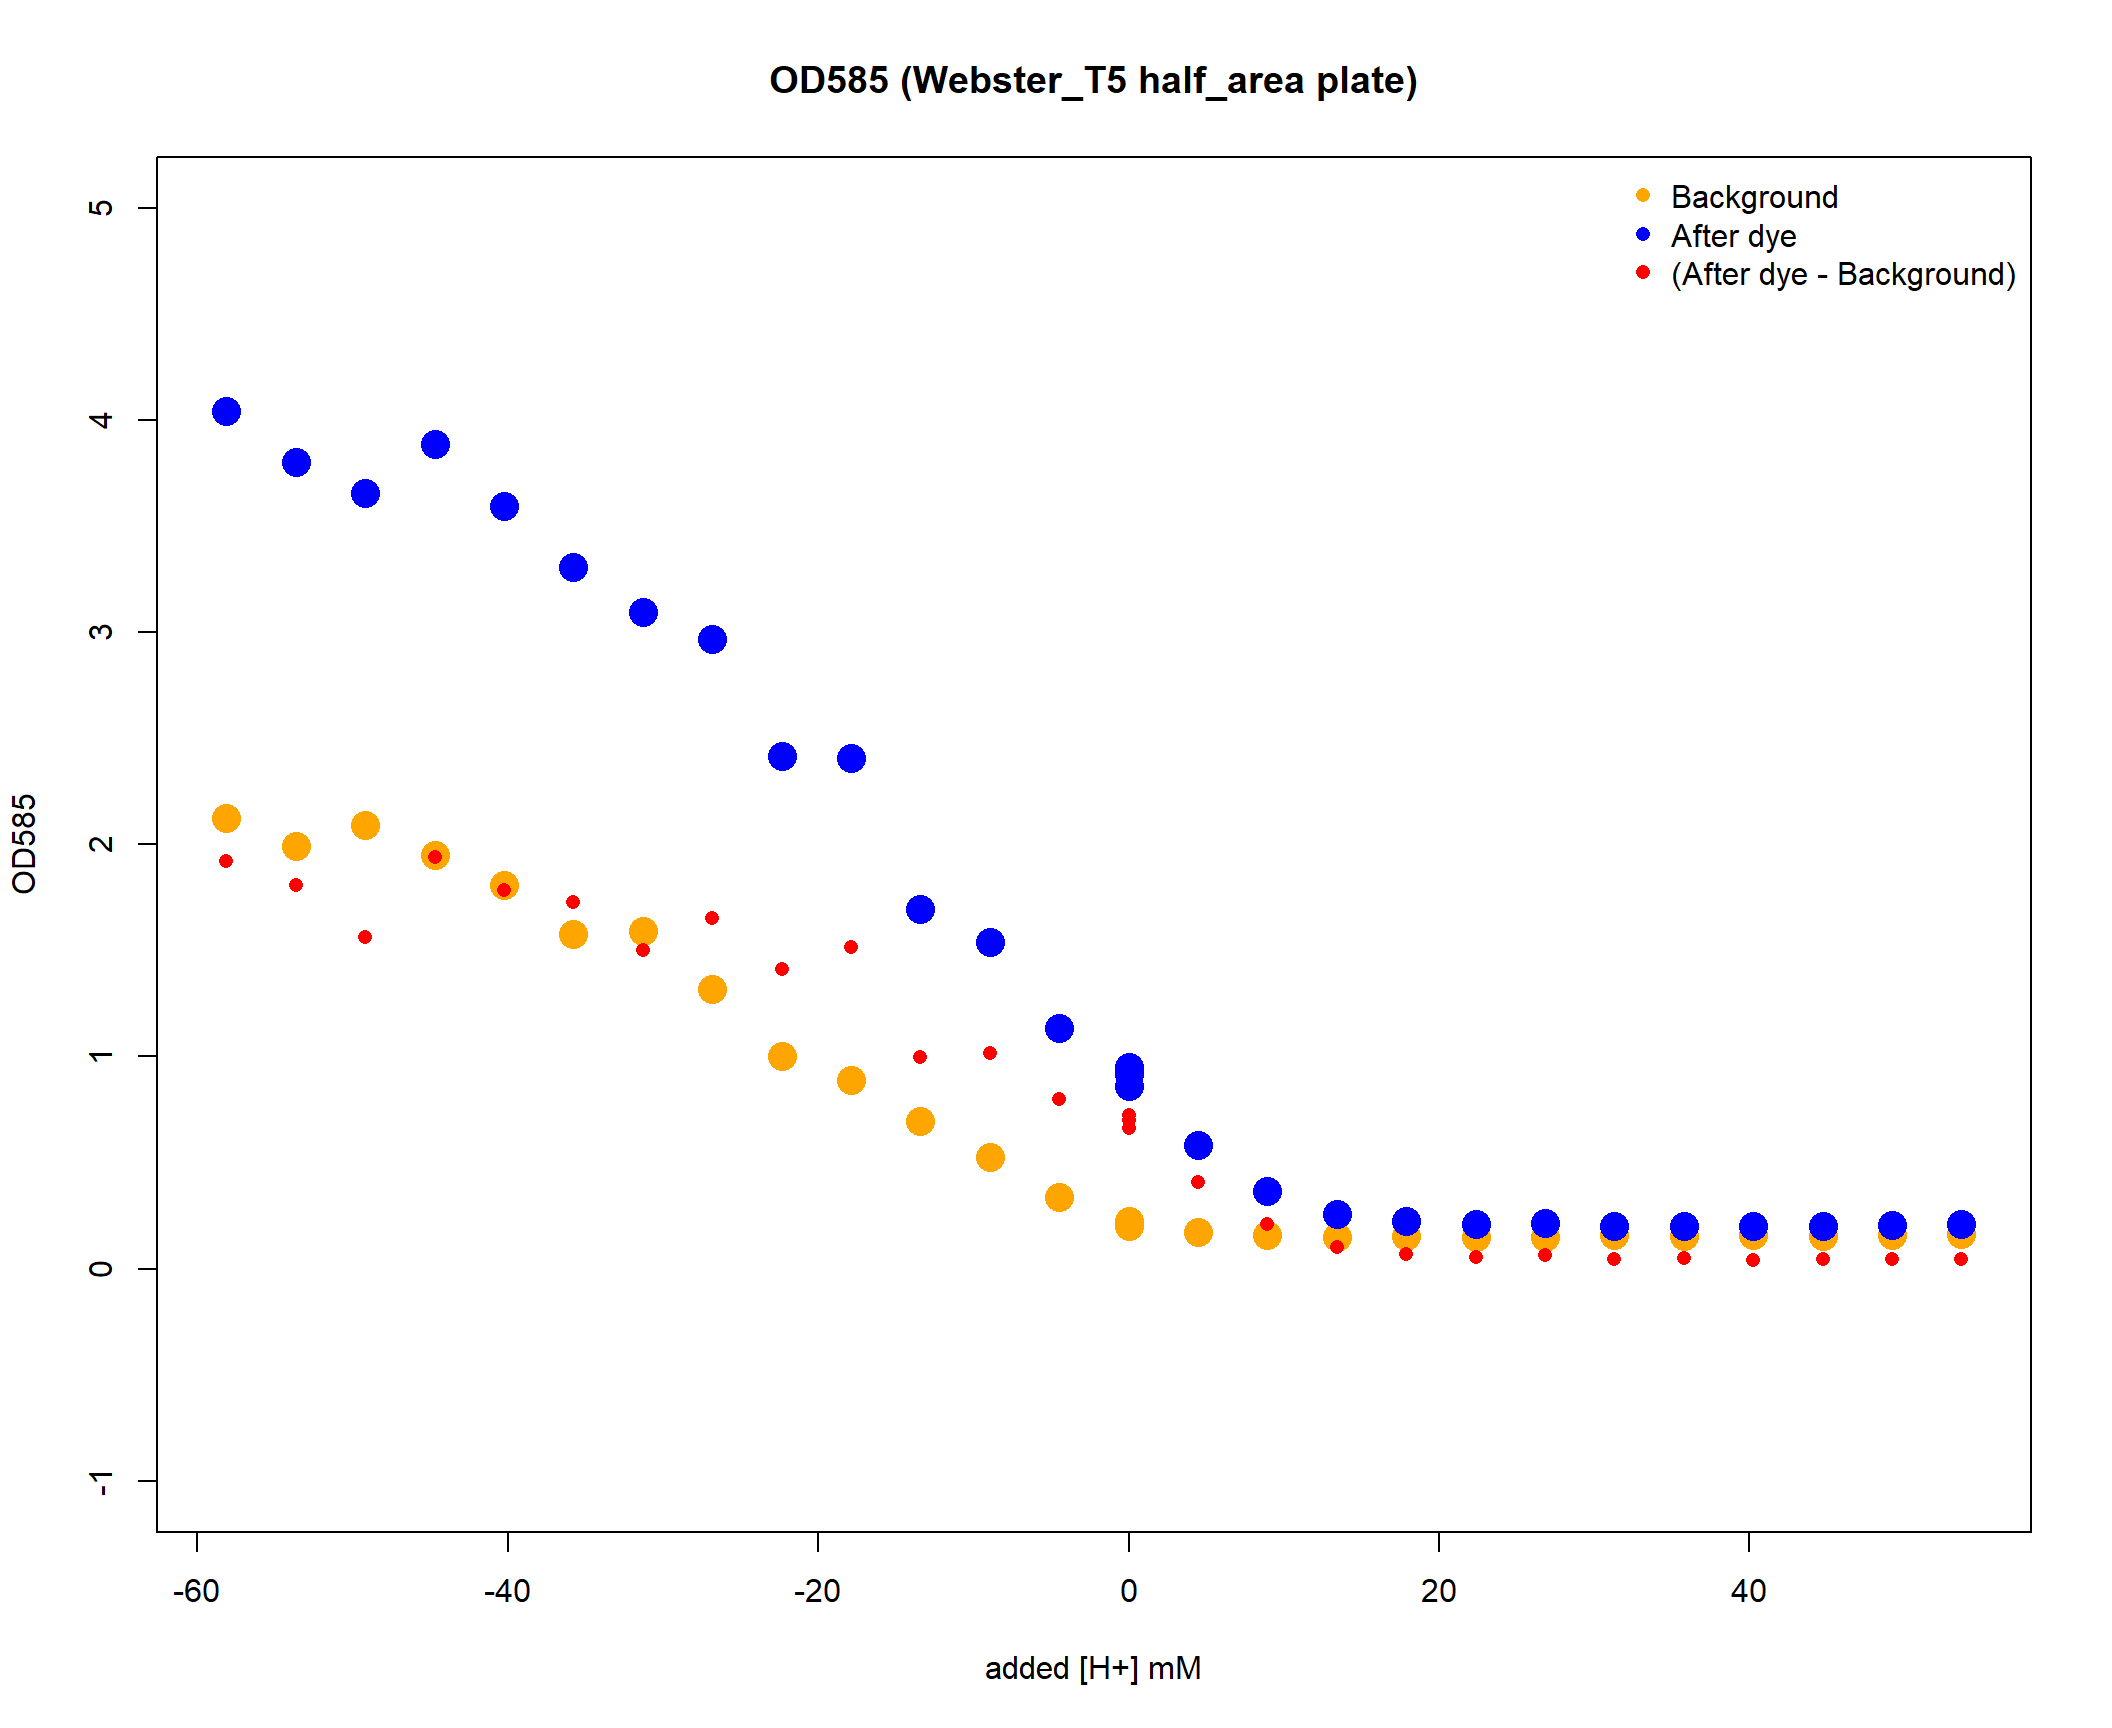 OD585 (Webster_T5 half_area plate)
Background
After dye
(After dye - Background)
5
4
3
2
1
0
-1
OD585
-60 -40 -20 0 20 40
added [H+] mM